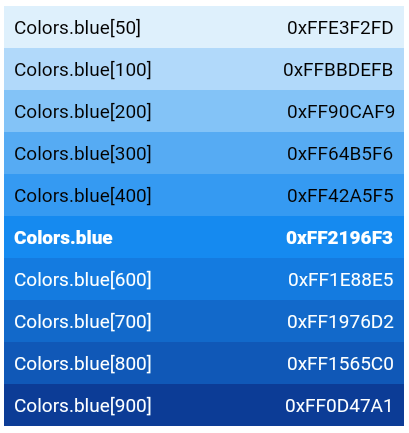 Colors.blue[50] 0xFFE3F2FD
Colors.blue[100] 0xFFBBDEFB
Colors.blue[200] 0xFF90CAF9
Colors.blue[300] 0xFF64B5F6
Colors.blue[400] 0xFF42A5F5
Colors.blue 0xFF2196F3
Colors.blue[600] 0xFF1E88E5
Colors.blue[700] 0xFF1976D2
Colors.blue[800] 0xFF1565C0
Colors.blue[900] 0xFF0D47A1